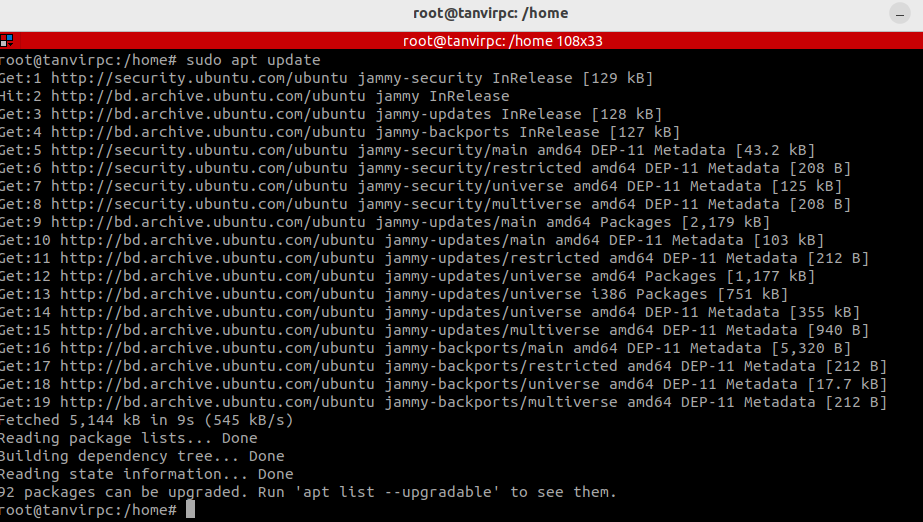 root@tanvirpc: /home
root@tanvirpc: /home 108x33
root@tanvirpc:/home# sudo apt update
Get:1 http://security.ubuntu.com/ubuntu jammy-security InRelease [129 kB]
Hit:2 http://bd.archive.ubuntu.com/ubuntu jammy InRelease
Get:3 http://bd.archive.ubuntu.com/ubuntu jammy-updates InRelease [128 kB]
Get:4 http://bd.archive.ubuntu.com/ubuntu jammy-backports InRelease [127 kB]
Get:5 http://security.ubuntu.com/ubuntu jammy-security/main amd64 DEP-11 Metadata [43.2 kB]
Get:6 http://security.ubuntu.com/ubuntu jammy-security/restricted amd64 DEP-11 Metadata [208 B]
Get:7 http://security.ubuntu.com/ubuntu jammy-security/universe amd64 DEP-11 Metadata [125 kB]
Get:8 http://security.ubuntu.com/ubuntu jammy-security/multiverse amd64 DEP-11 Metadata [208 B]
Get:9 http://bd.archive.ubuntu.com/ubuntu jammy-updates/main amd64 Packages [2,179 kB]
Get:10 http://bd.archive.ubuntu.com/ubuntu jammy-updates/main amd64 DEP-11 Metadata [103 kB]
Get:11 http://bd.archive.ubuntu.com/ubuntu jammy-updates/restricted amd64 DEP-11 Metadata [212 B]
Get:12 http://bd.archive.ubuntu.com/ubuntu jammy-updates/universe amd64 Packages [1,177 kB]
Get:13 http://bd.archive.ubuntu.com/ubuntu jammy-updates/universe i386 Packages [751 kB]
Get:14 http://bd.archive.ubuntu.com/ubuntu jammy-updates/universe amd64 DEP-11 Metadata [355 kB]
Get:15 http://bd.archive.ubuntu.com/ubuntu jammy-updates/multiverse amd64 DEP-11 Metadata [940 B]
Get:16 http://bd.archive.ubuntu.com/ubuntu jammy-backports/main amd64 DEP-11 Metadata [5,320 B]
Get:17 http://bd.archive.ubuntu.com/ubuntu jammy-backports/restricted amd64 DEP-11 Metadata [212 B]
Get:18 http://bd.archive.ubuntu.com/ubuntu jammy-backports/universe amd64 DEP-11 Metadata [17.7 kB]
Get:19 http://bd.archive.ubuntu.com/ubuntu jammy-backports/multiverse amd64 DEP-11 Metadata [212 B]
Fetched 5,144 kB in 9s (545 kB/s)
Reading package lists... Done
Building dependency tree... Done
Reading state information... Done
92 packages can be upgraded. Run 'apt list --upgradable' to see them.
root@tanvirpc:/home#